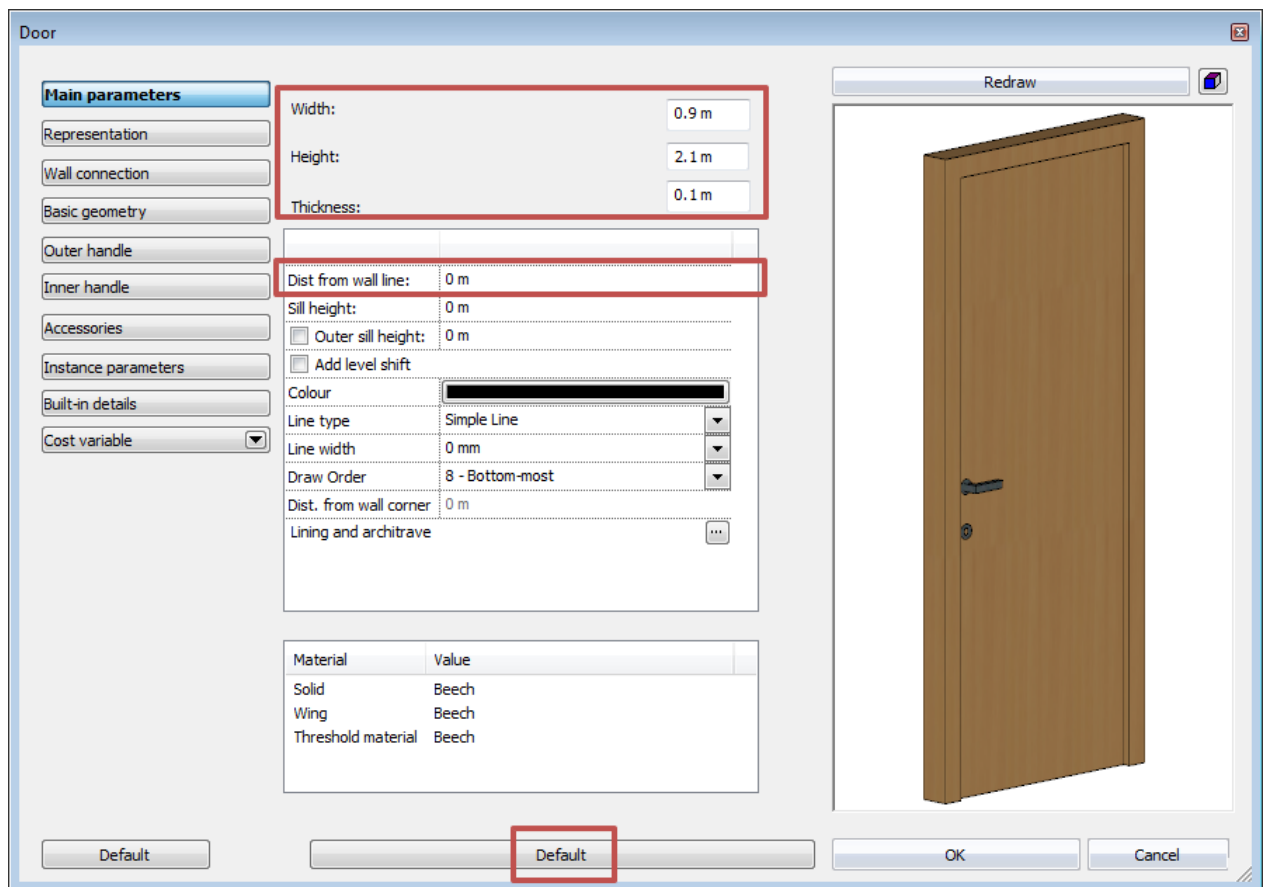 Door
Main parameters
Representation
Wall connection
Basic geometry
Outer handle
Inner handle
Accessories
Instance parameters
Built-in details
Cost variable
Width: 0.9 m
Height: 2.1 m
Thickness: 0.1 m
Dist from wall line: 0 m
Sill height: 0 m
Outer sill height: 0 m
Add level shift
Colour
Line type Simple Line
Line width 0 mm
Draw Order 8 - Bottom-most
Dist. from wall corner 0 m
Lining and architrave ...
Material Value
Solid Beech
Wing Beech
Threshold material Beech
Redraw
Default Default OK Cancel